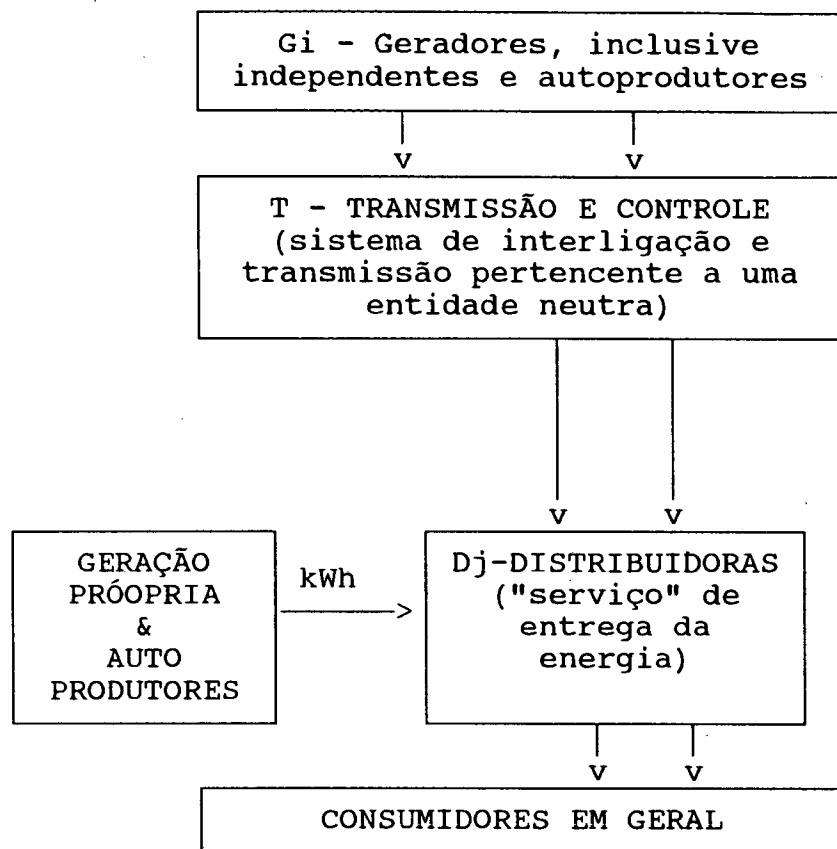 Gi - Geradores, inclusive
independentes e autoprodutores
v v
T - TRANSMISSÃO E CONTROLE
(sistema de interligação e
transmissão pertencente a uma
entidade neutra)
v v
GERAÇÃO
PRÓOPRIA
&
AUTO
PRODUTORES
kWh
>
Dj-DISTRIBUIDORAS
("serviço" de
entrega da
energia)
v v
CONSUMIDORES EM GERAL